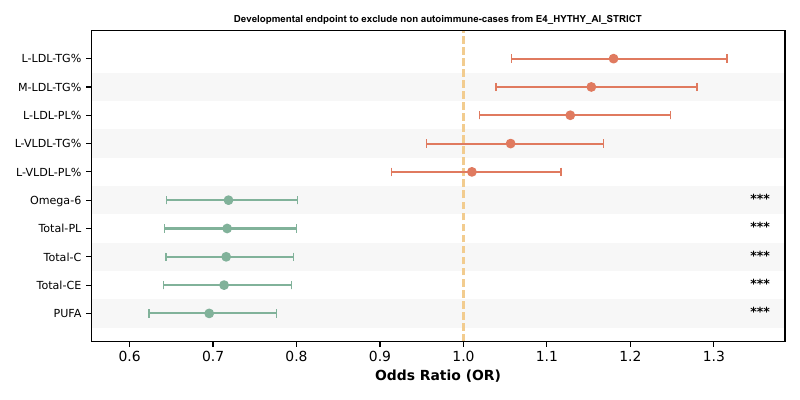 Developmental endpoint to exclude non autoimmune-cases from E4_HYTHY_AI_STRICT
L-LDL-TG%
M-LDL-TG%
L-LDL-PL%
L-VLDL-TG%
L-VLDL-PL%
Omega-6 ***
Total-PL ***
Total-C ***
Total-CE ***
PUFA ***
0.6 0.7 0.8 0.9 1.0 1.1 1.2 1.3
Odds Ratio (OR)